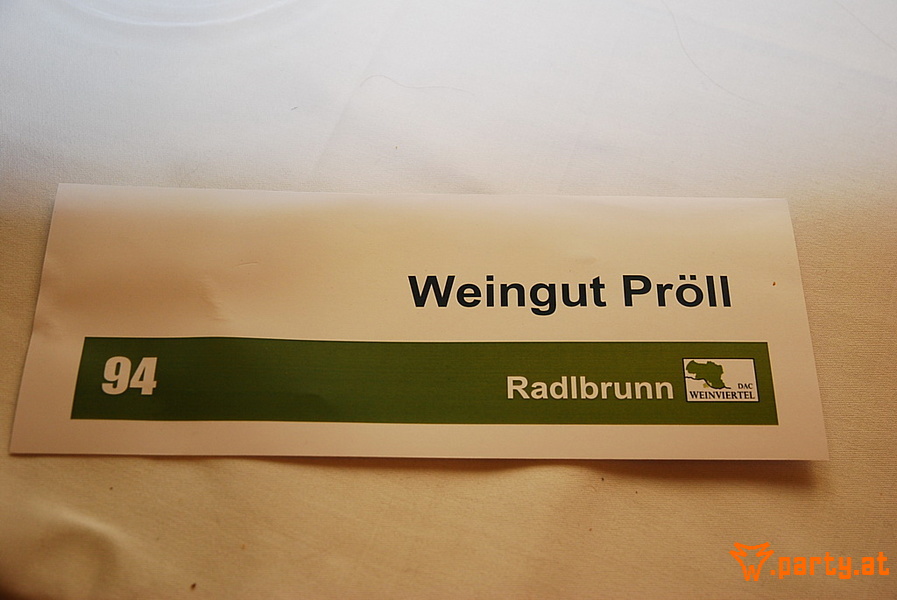 Weingut Pröll
94
Radlbrunn
DAC
WEINVIERTEL
.party.at